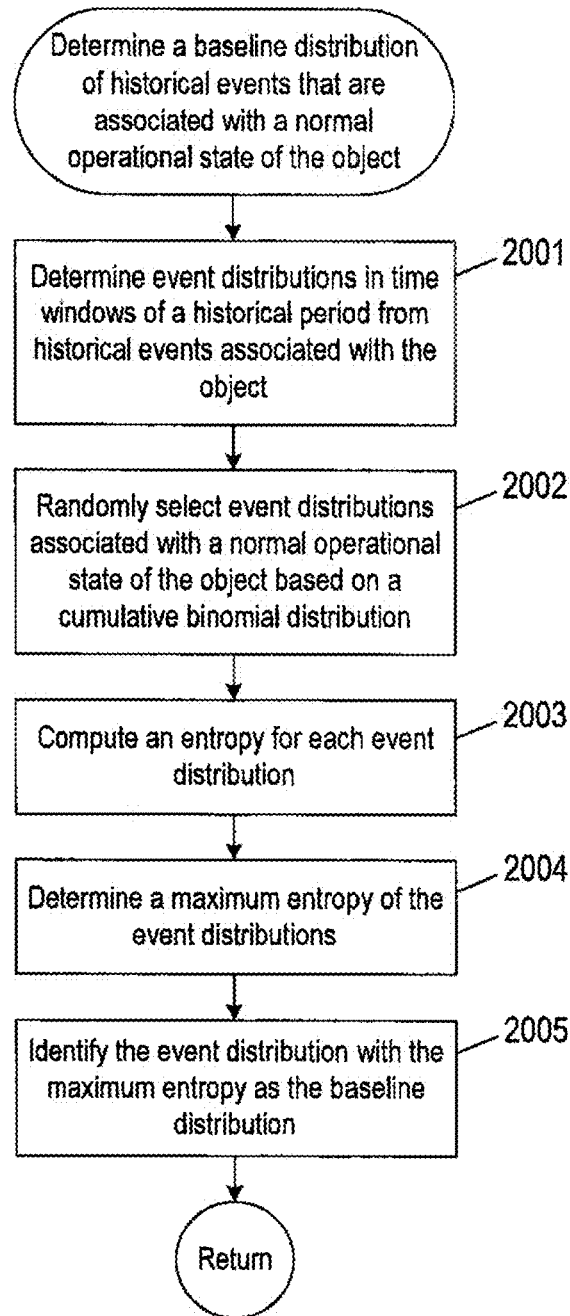 Determine a baseline distribution
of historical events that are
associated with a normal
operational state of the object
2001
Determine event distributions in time
windows of a historical period from
historical events associated with the
object
2002
Randomly select event distributions
associated with a normal operational
state of the object based on a
cumulative binomial distribution
2003
Compute an entropy for each event
distribution
2004
Determine a maximum entropy of the
event distributions
2005
Identify the event distribution with the
maximum entropy as the baseline
distribution
Return